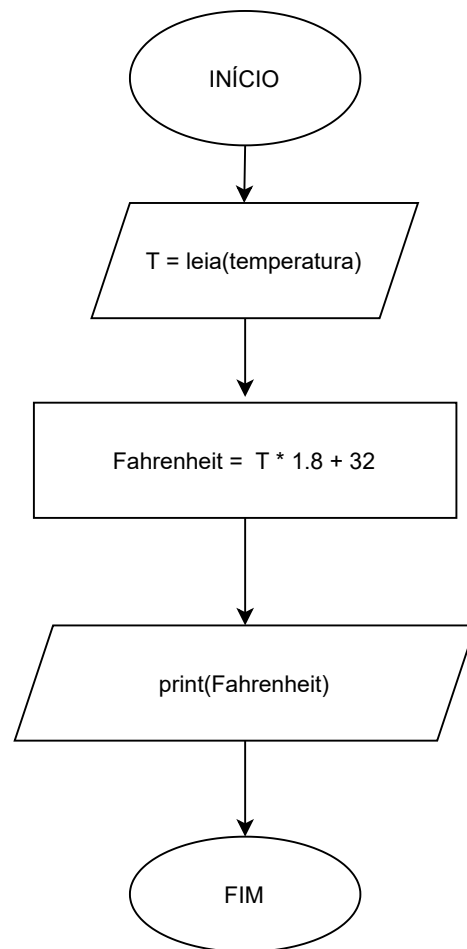 INÍCIO
T = leia(temperatura)
Fahrenheit = T * 1.8 + 32
print(Fahrenheit)
FIM